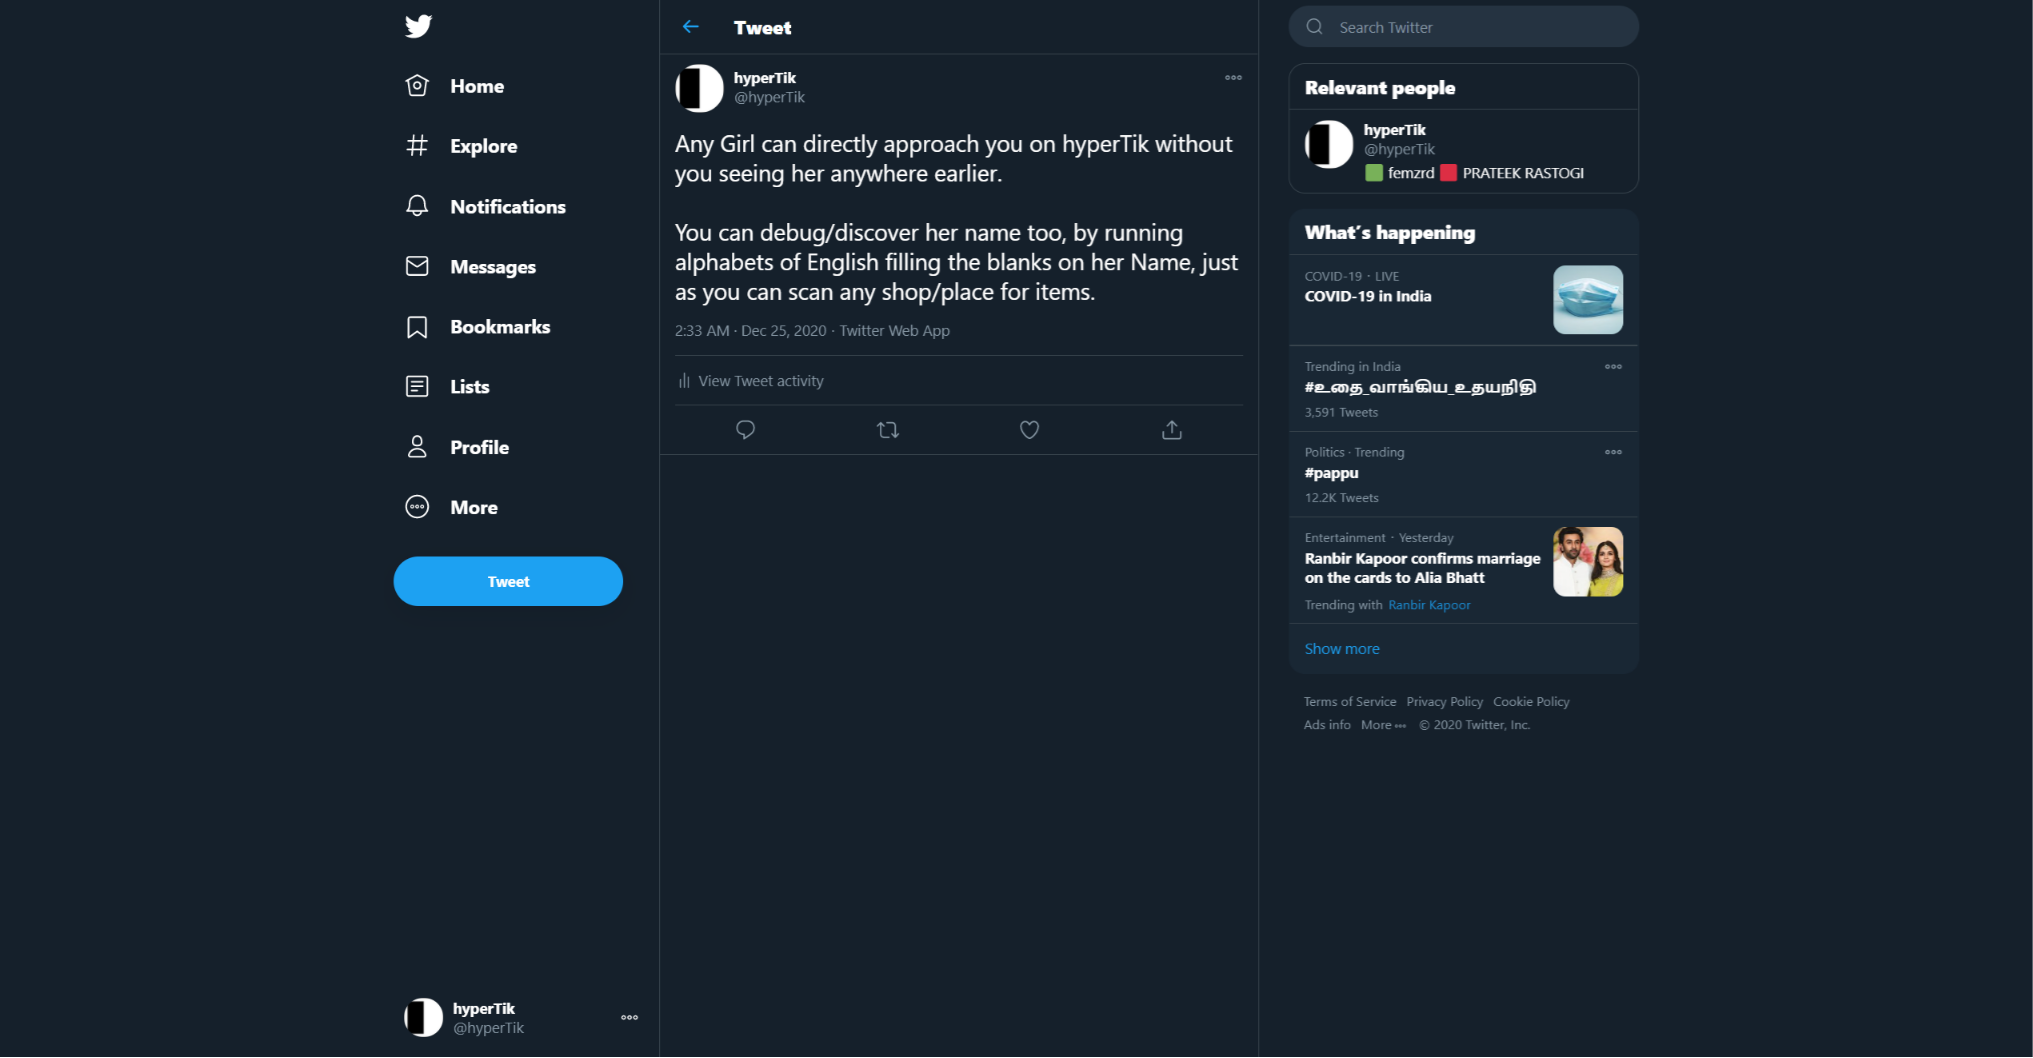 Home
Explore
Notifications
Messages
Bookmarks
Lists
Profile
More
Tweet
hyperTik
@hyperTik
Tweet
hyperTik
@hyperTik
Any Girl can directly approach you on hyperTik without
you seeing her anywhere earlier.
You can debug/discover her name too, by running
alphabets of English filling the blanks on her Name, just
as you can scan any shop/place for items.
2:33 AM · Dec 25, 2020 · Twitter Web App
View Tweet activity
Search Twitter
Relevant people
hyperTik
@hyperTik
femzrd PRATEEK RASTOGI
What's happening
COVID-19 · LIVE
COVID-19 in India
Trending in India
#உதை_வாங்கிய_உதயநிதி
3,591 Tweets
Politics · Trending
#pappu
12.2K Tweets
Entertainment · Yesterday
Ranbir Kapoor confirms marriage
on the cards to Alia Bhatt
Trending with Ranbir Kapoor
Show more
Terms of Service Privacy Policy Cookie Policy
Ads info More © 2020 Twitter, Inc.